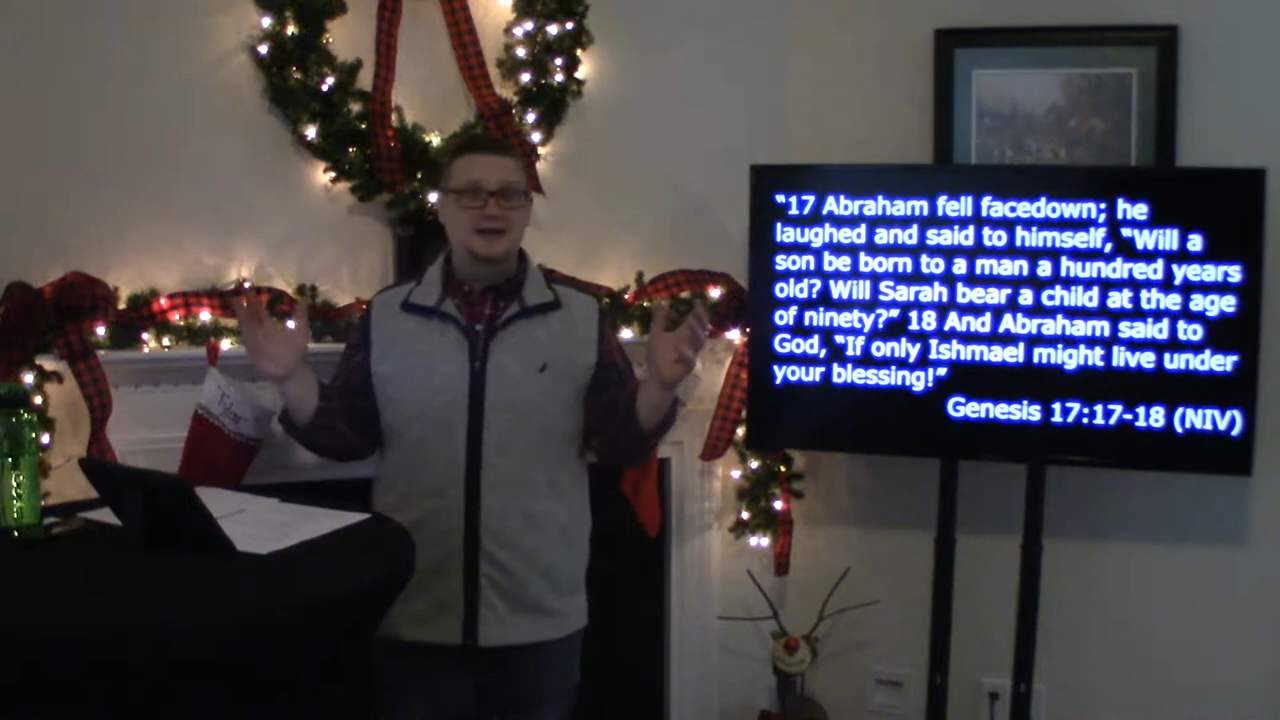 "17 Abraham fell facedown; he
laughed and said to himself, "Will a
son be born to a man a hundred years
old? Will Sarah bear a child at the age
of ninety?" 18 And Abraham said to
God, "If only Ishmael might live under
your blessing!"
Genesis 17:17-18 (NIV)